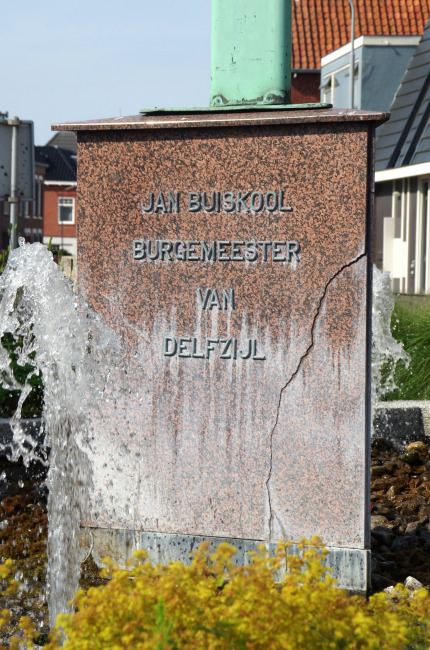 JAN BUISKOOL
BURGEMEESTER
VAN
DELFZIJL